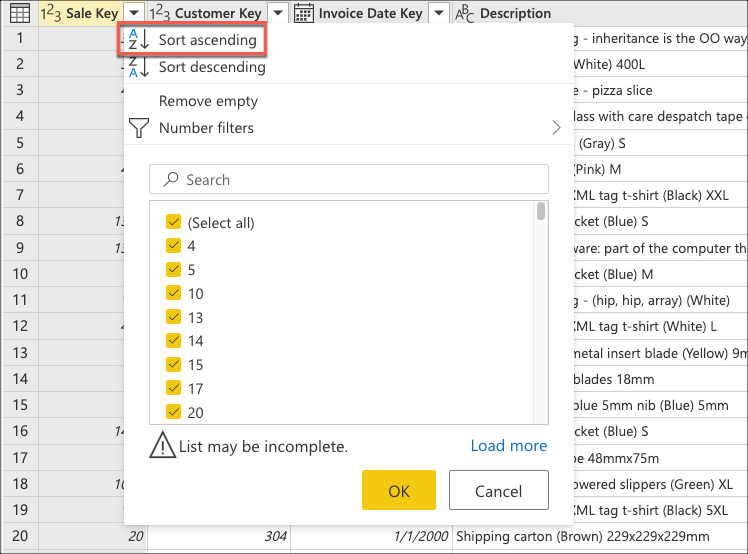 1 2 3 Sale Key 1 2 3 Customer Key Invoice Date Key A B C Description
1 g - inheritance is the OO way
Sort ascending
2 White) 400L
Sort descending
3 e - pizza slice
Remove empty
4 lass with care despatch tape
Number filters
5 (Gray) S
6 (Pink) M
Search
7 XML tag t-shirt (Black) XXL
8 13 cket (Blue) S
(Select all)
9 13 ware: part of the computer th
4
10 cket (Blue) M
5
11 g - (hip, hip, array) (White)
10
12 XML tag t-shirt (White) L
13
13 metal insert blade (Yellow) 9m
14
14 blades 18mm
15
15 blue 5mm nib (Blue) 5mm
17
16 14 cket (Blue) S
20
17 pe 48mmx75m
List may be incomplete. Load more
18 10 owered slippers (Green) XL
OK Cancel
19 XML tag t-shirt (Black) 5XL
20 20 304 1/1/2000 Shipping carton (Brown) 229x229x229mm